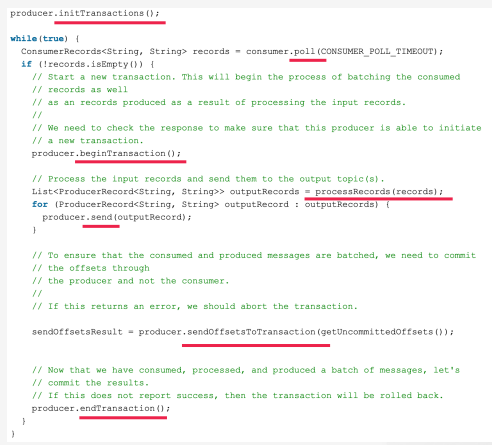 producer.initTransactions();
while(true) {
ConsumerRecords<String, String> records = consumer.poll(CONSUMER_POLL_TIMEOUT);
if (!records.isEmpty()) {
// Start a new transaction. This will begin the process of batching the consumed
// records as well
// as an records produced as a result of processing the input records.
//
// We need to check the response to make sure that this producer is able to initiate
// a new transaction.
producer.beginTransaction();
// Process the input records and send them to the output topic(s).
List<ProducerRecord<String, String>> outputRecords = processRecords(records);
for (ProducerRecord<String, String> outputRecord : outputRecords) {
producer.send(outputRecord);
}
// To ensure that the consumed and produced messages are batched, we need to commit
// the offsets through
// the producer and not the consumer.
//
// If this returns an error, we should abort the transaction.
sendOffsetsResult = producer.sendOffsetsToTransaction(getUncommittedOffsets());
// Now that we have consumed, processed, and produced a batch of messages, let's
// commit the results.
// If this does not report success, then the transaction will be rolled back.
producer.endTransaction();
}
}